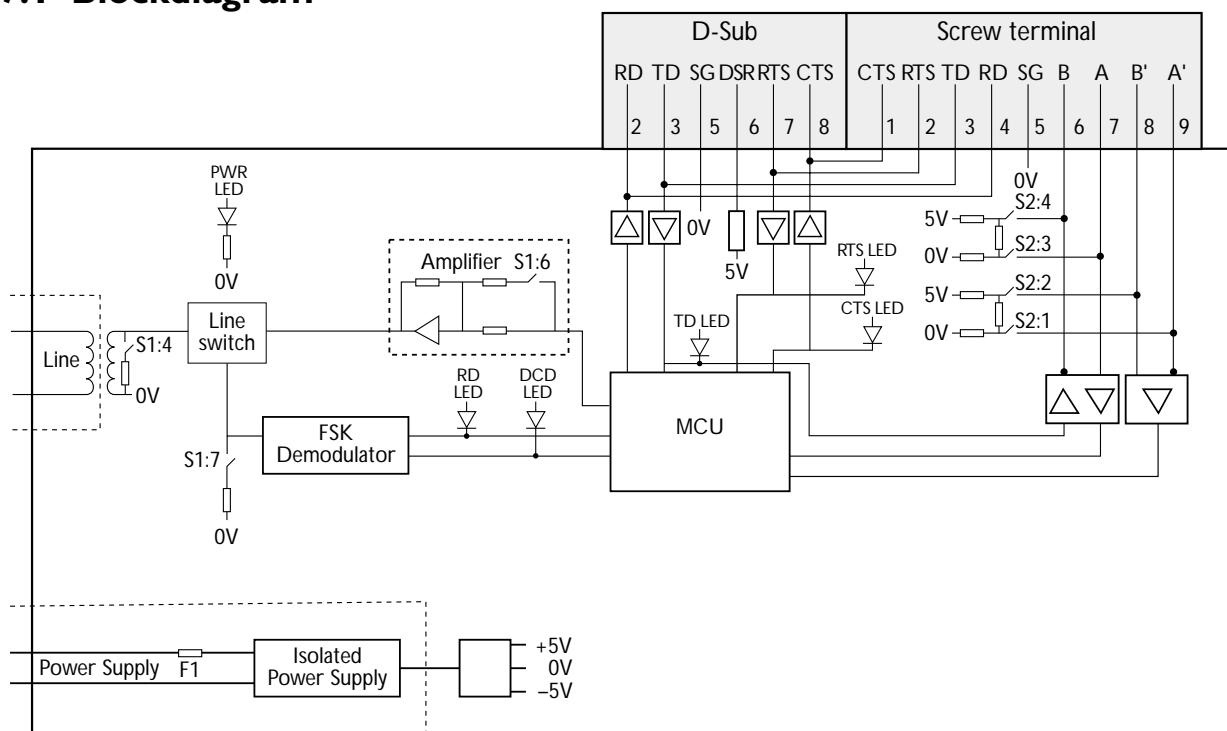 Blockdiagram
D-Sub
Screw terminal
RD TD SG DSR RTS CTS
CTS RTS TD RD SG B A B' A'
2 3 5 6 7 8
1 2 3 4 5 6 7 8 9
PWR
LED
0V
Amplifier S1:6
0V
5V
RTS LED
CTS LED
TD LED
0V
5V S2:4
0V S2:3
5V S2:2
0V S2:1
Line
S1:4
0V
Line
switch
RD
LED
DCD
LED
MCU
FSK
Demodulator
S1:7
0V
Power Supply F1
Isolated
Power Supply
+5V
0V
–5V